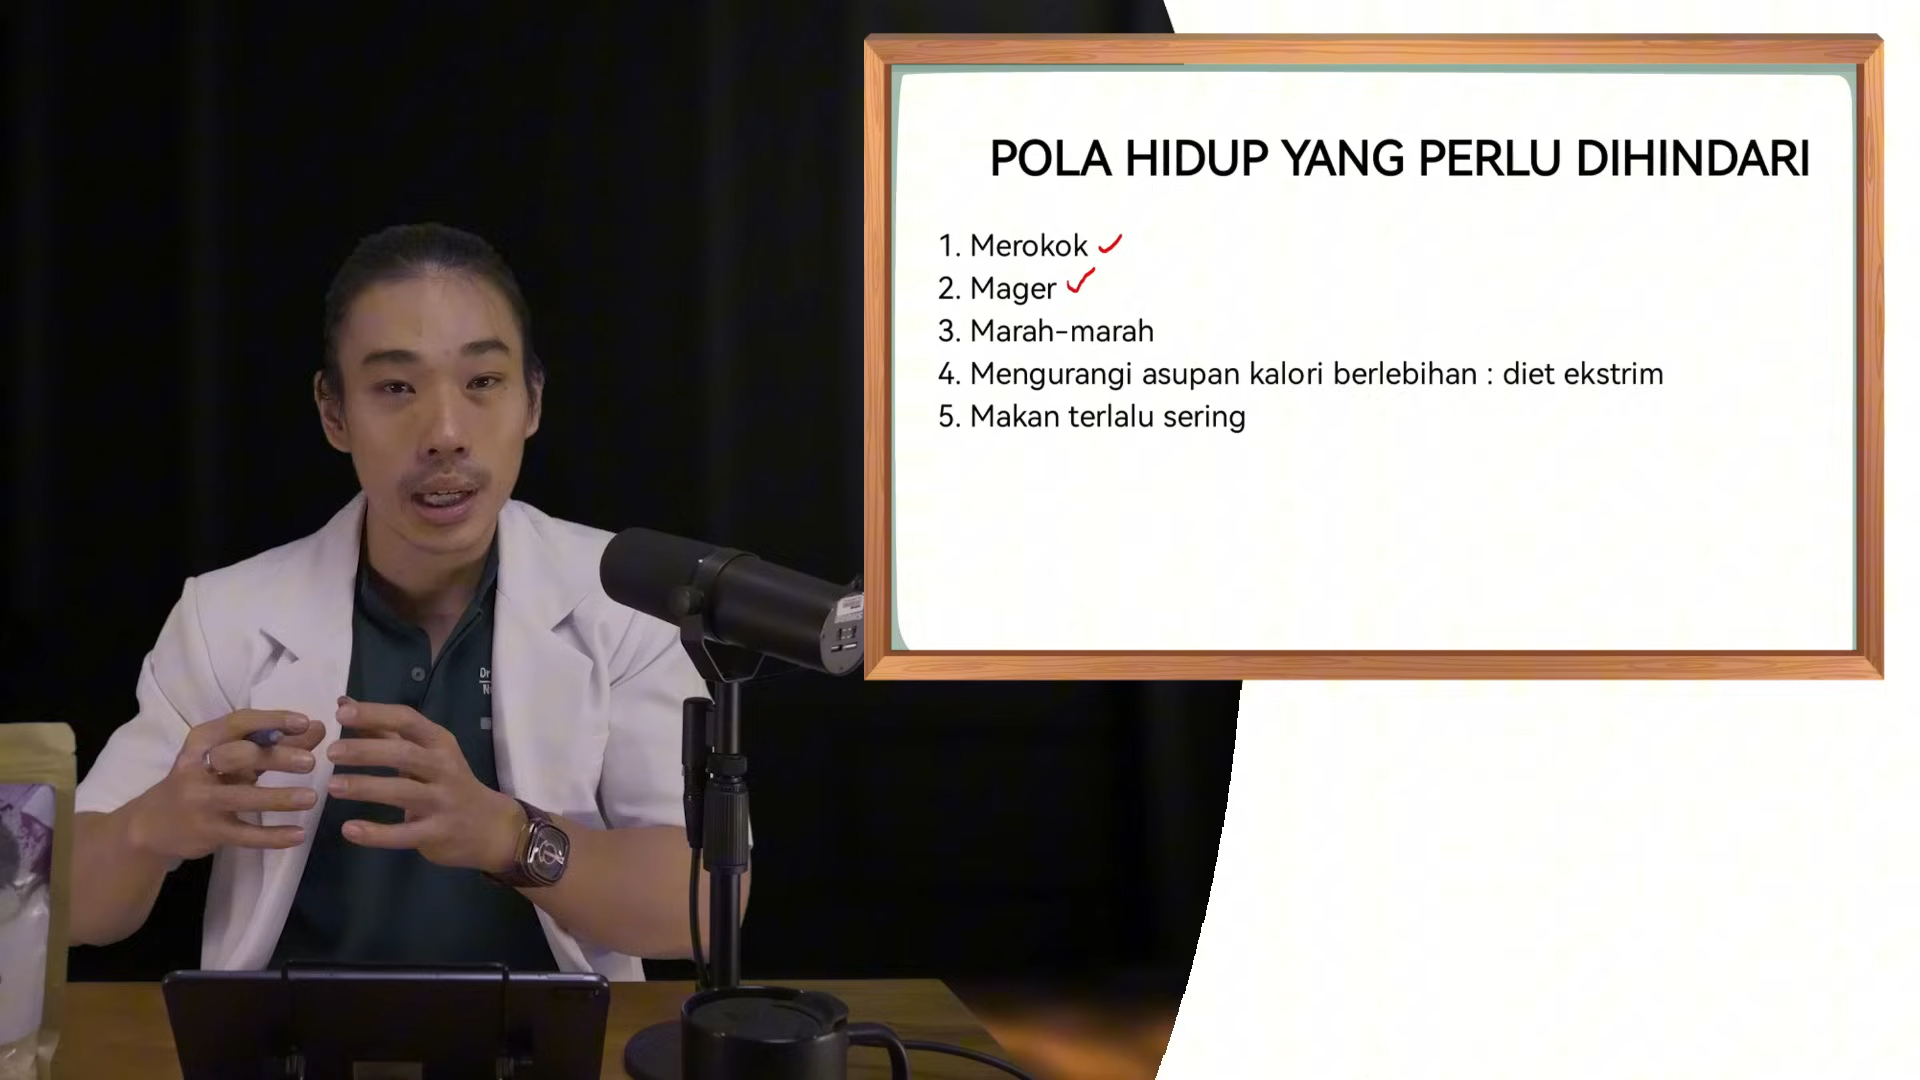 POLA HIDUP YANG PERLU DIHINDARI
1. Merokok
2. Mager
3. Marah-marah
4. Mengurangi asupan kalori berlebihan : diet ekstrim
5. Makan terlalu sering
Dr